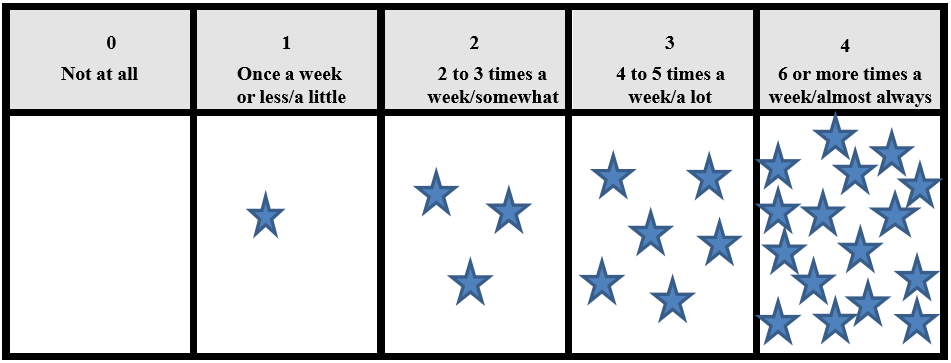 0
Not at all
1
Once a week
or less/a little
2
2 to 3 times a
week/somewhat
3
4 to 5 times a
week/a lot
4
6 or more times a
week/almost always